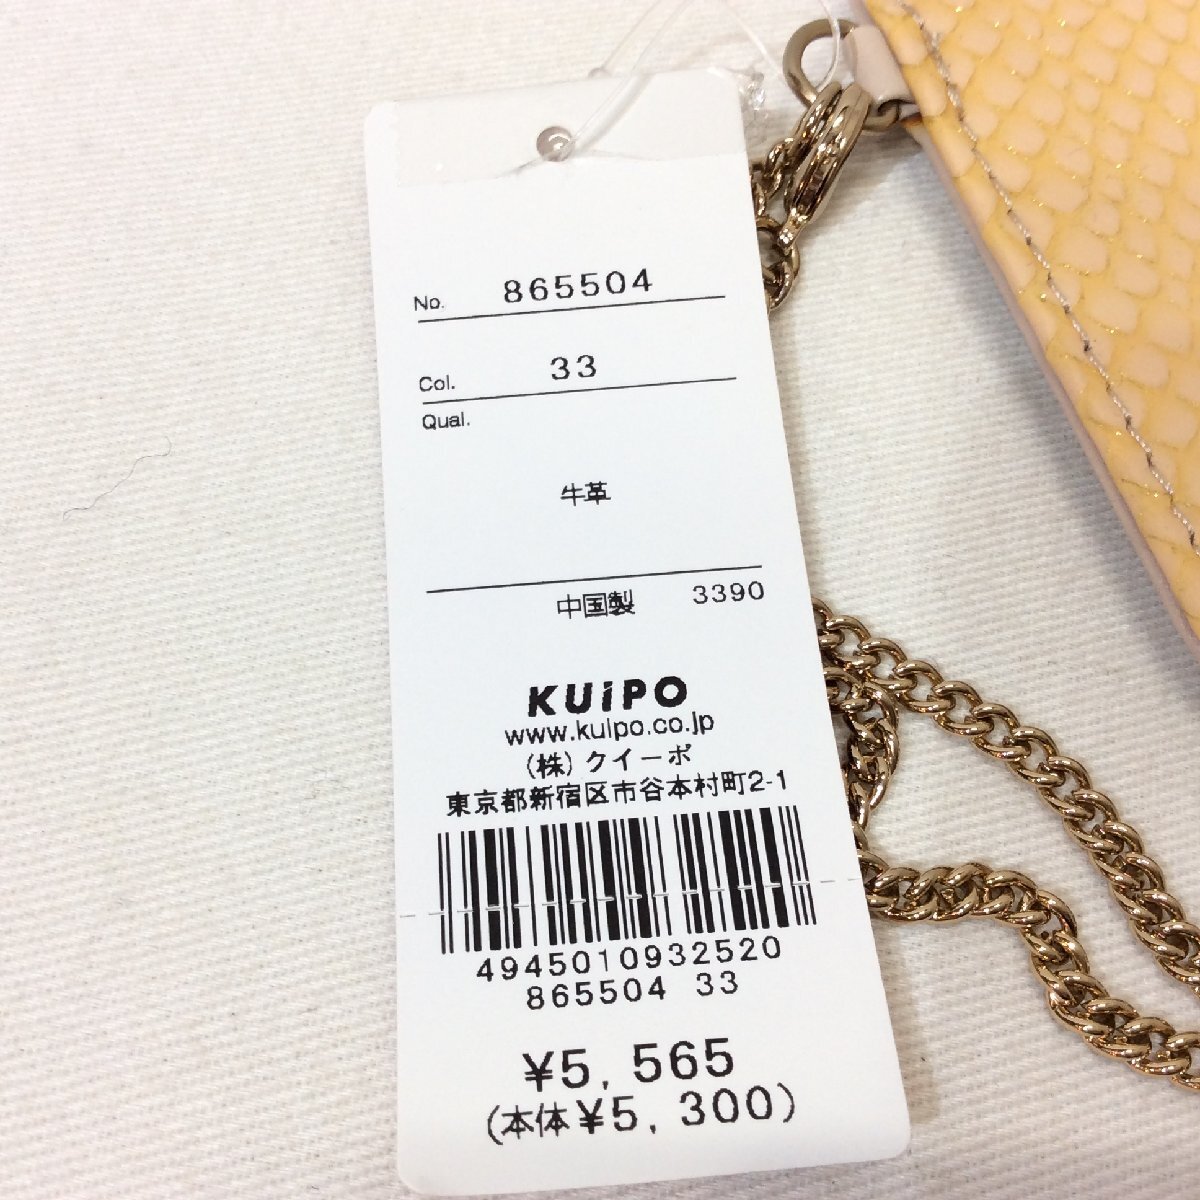 No. 865504
Col. 33
Qual.
牛革
中国製 3390
KUiPO
www.kuipo.co.jp
(株)クイーポ
東京都新宿区市谷本村町2-1
4945010932520
865504 33
¥5,565
(本体¥5,300)